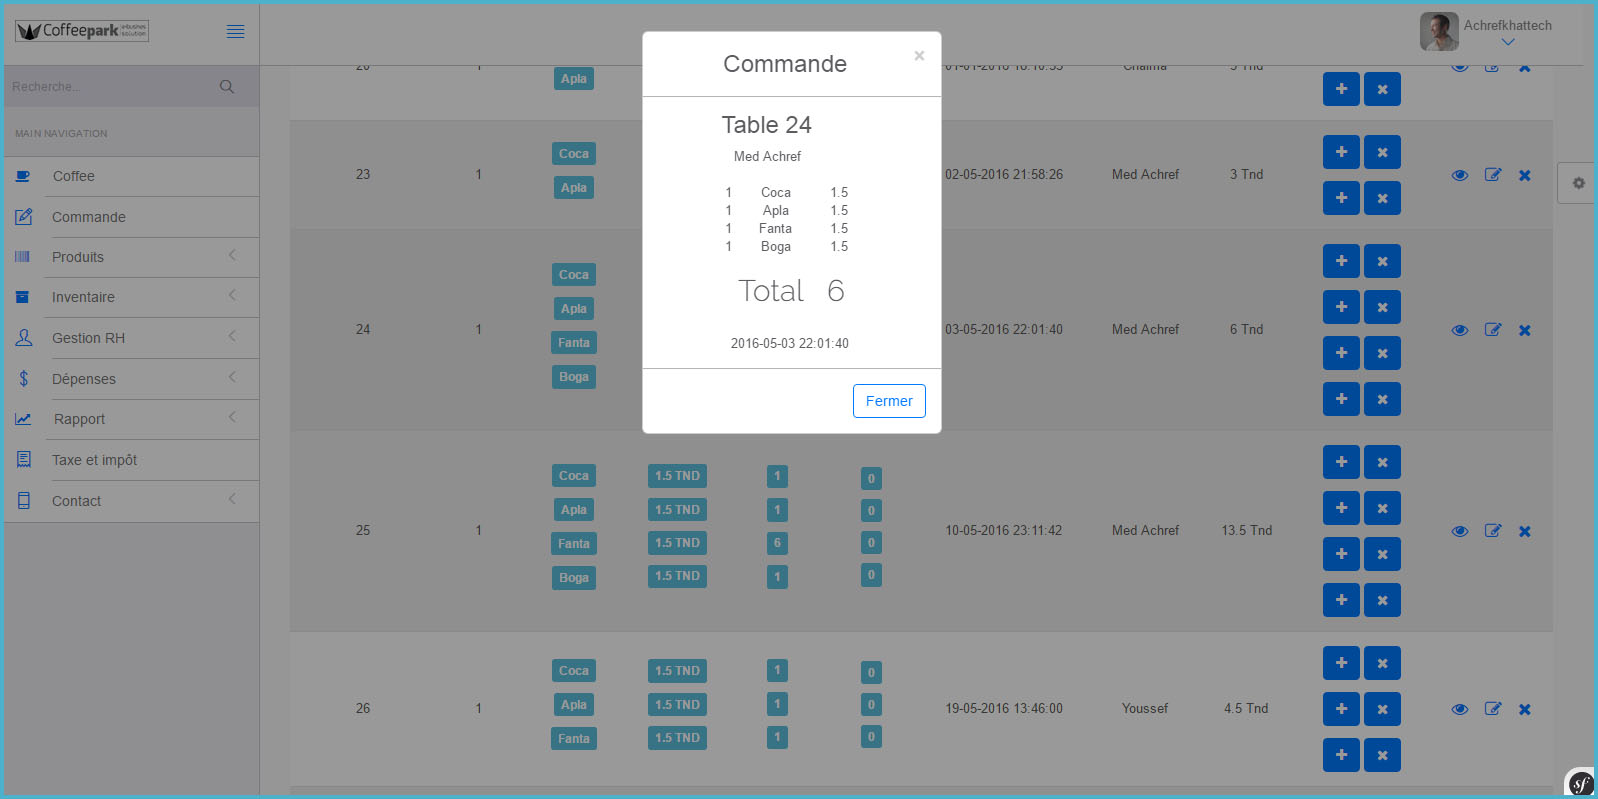 Coffeepark
Achrefkhattech
Recherche...
MAIN NAVIGATION
Coffee
Commande
Produits
Inventaire
Gestion RH
Dépenses
Rapport
Taxe et impôt
Contact
Commande ×
Table 24
Med Achref
1 Coca 1.5
1 Apla 1.5
1 Fanta 1.5
1 Boga 1.5
Total 6
2016-05-03 22:01:40
Fermer
Apla
23 1 Coca Apla 02-05-2016 21:58:26 Med Achref 3 Tnd
24 1 Coca Apla Fanta Boga 03-05-2016 22:01:40 Med Achref 6 Tnd
25 1 10-05-2016 23:11:42 Med Achref 13.5 Tnd
Coca 1.5 TND 1 0
Apla 1.5 TND 1 0
Fanta 1.5 TND 6 0
Boga 1.5 TND 1 0
26 1 19-05-2016 13:46:00 Youssef 4.5 Tnd
Coca 1.5 TND 1 0
Apla 1.5 TND 1 0
Fanta 1.5 TND 1 0
sf